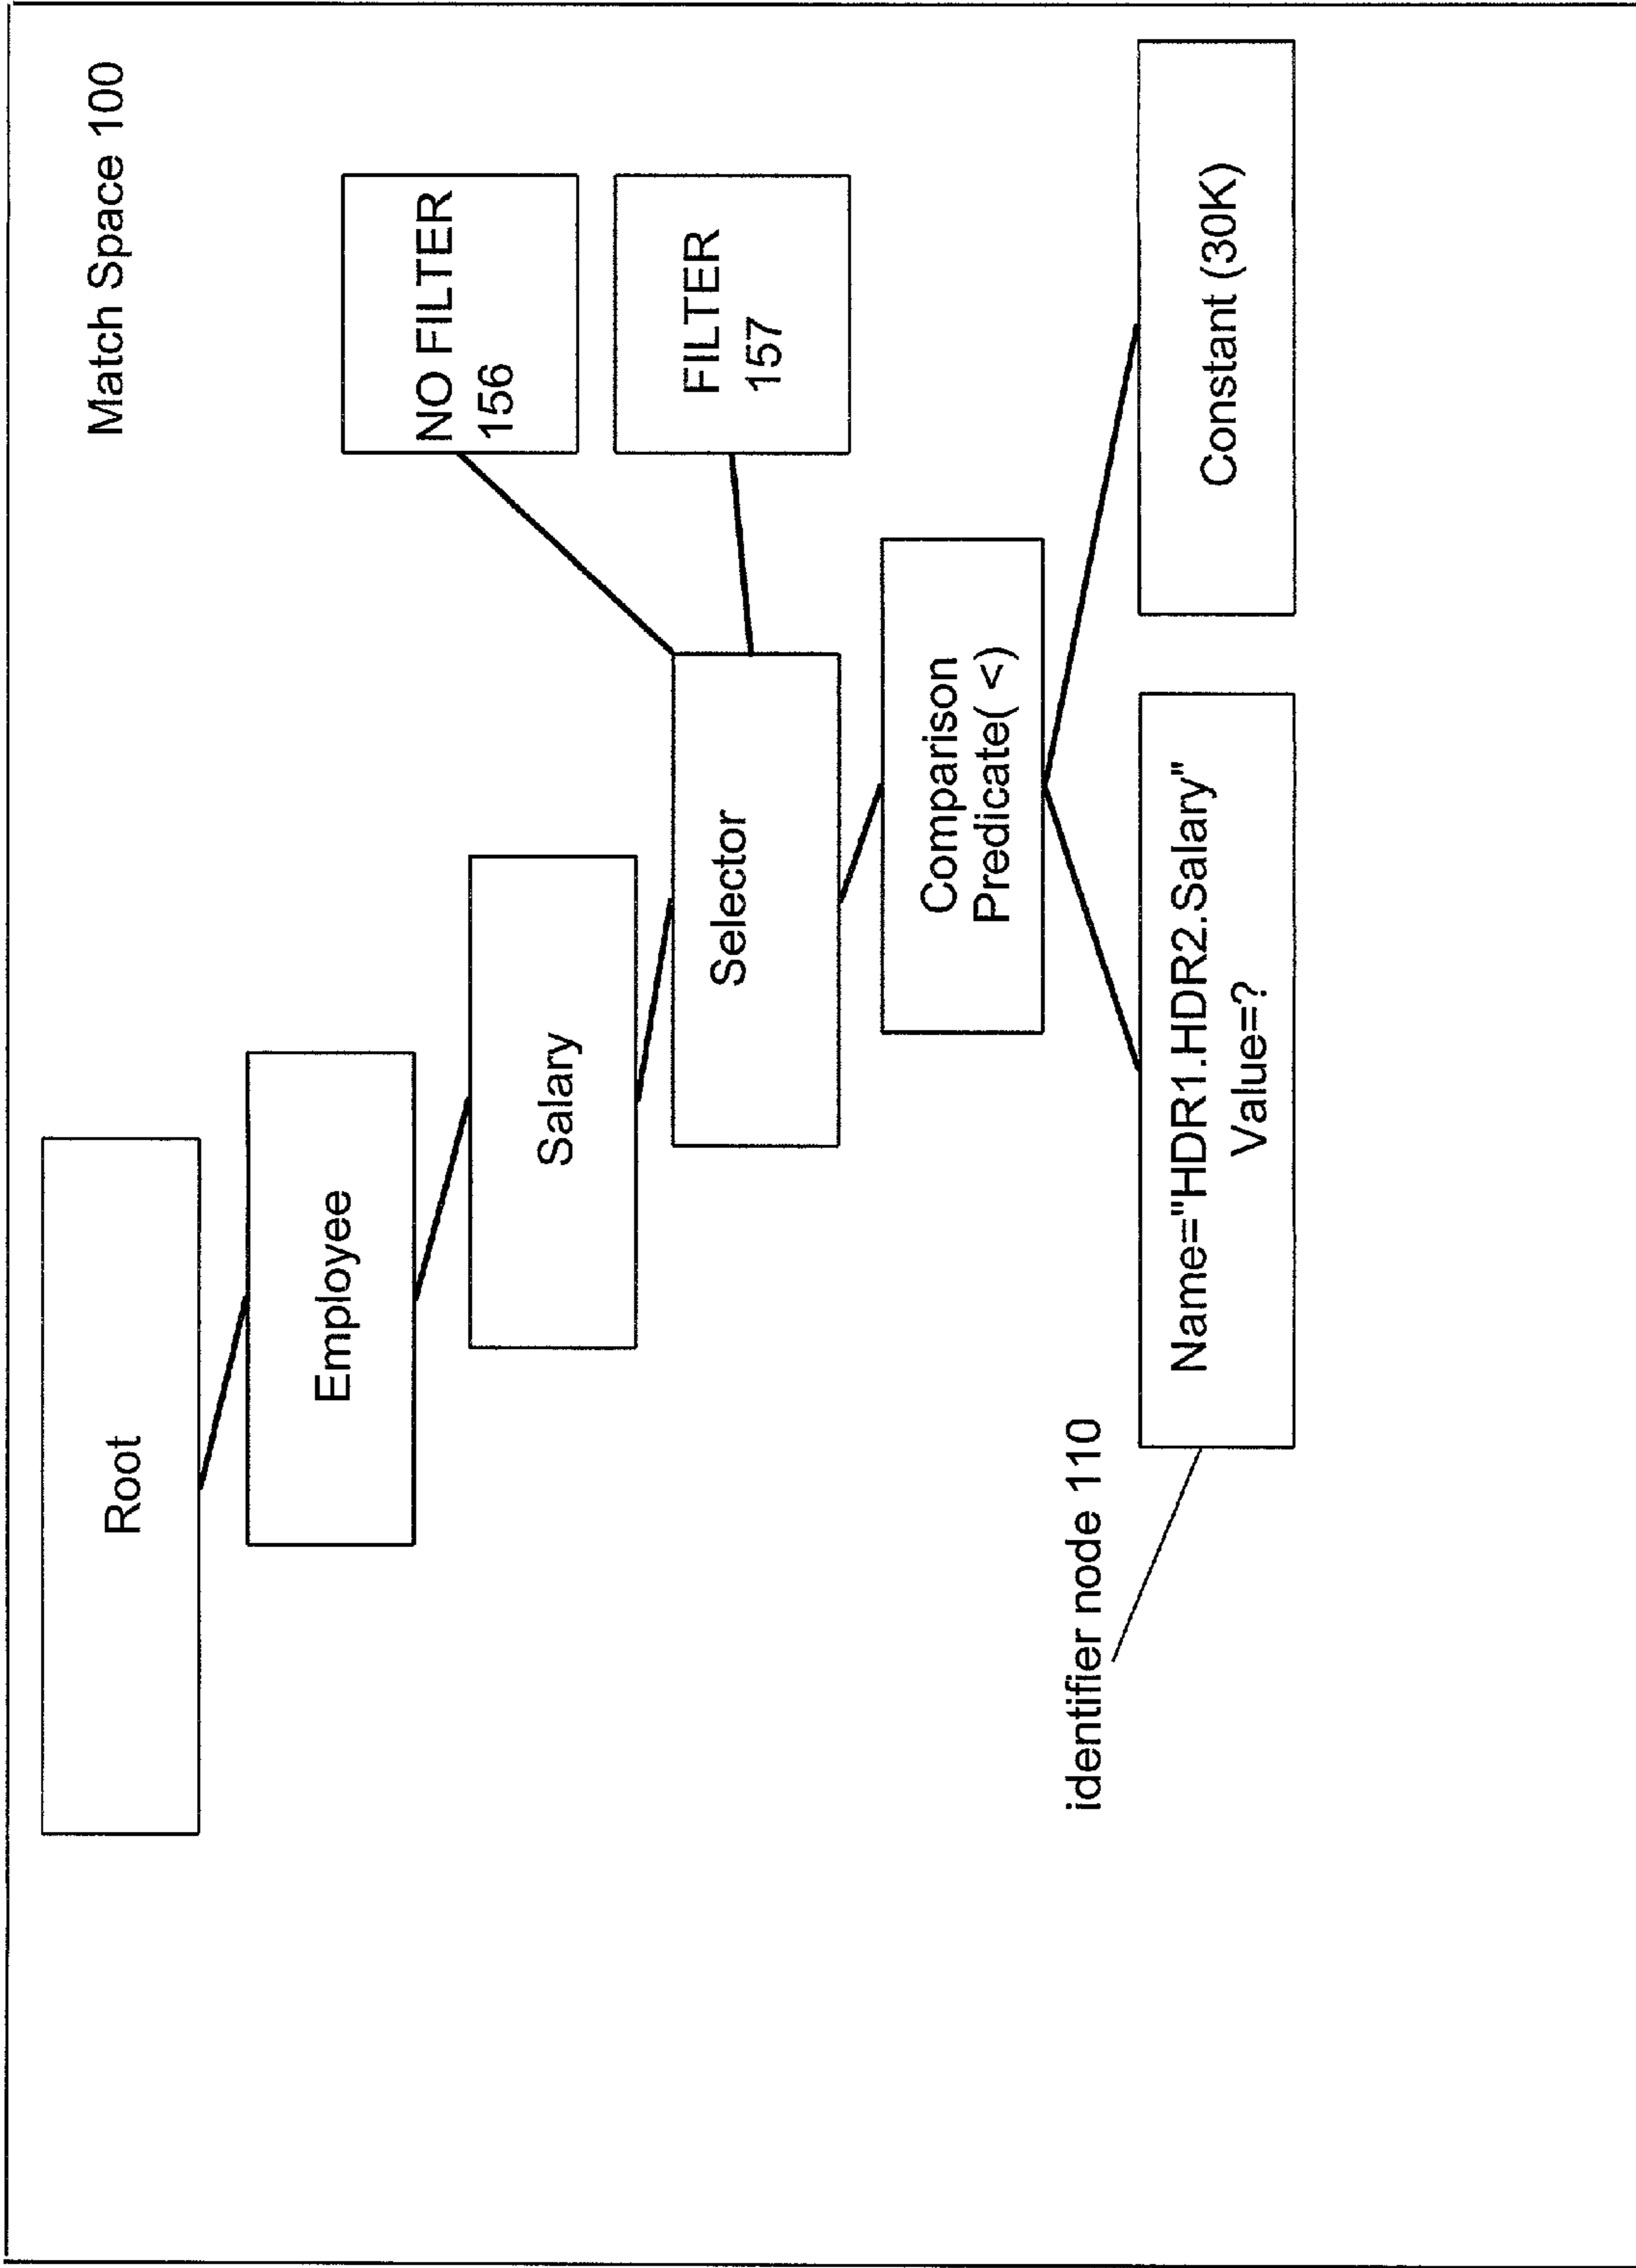 Match Space 100
Root
Employee
NO FILTER
156
Salary
FILTER
157
Selector
Comparison
Predicate( <)
identifier node 110
Name="HDR1.HDR2.Salary"
Value=?
Constant (30K)